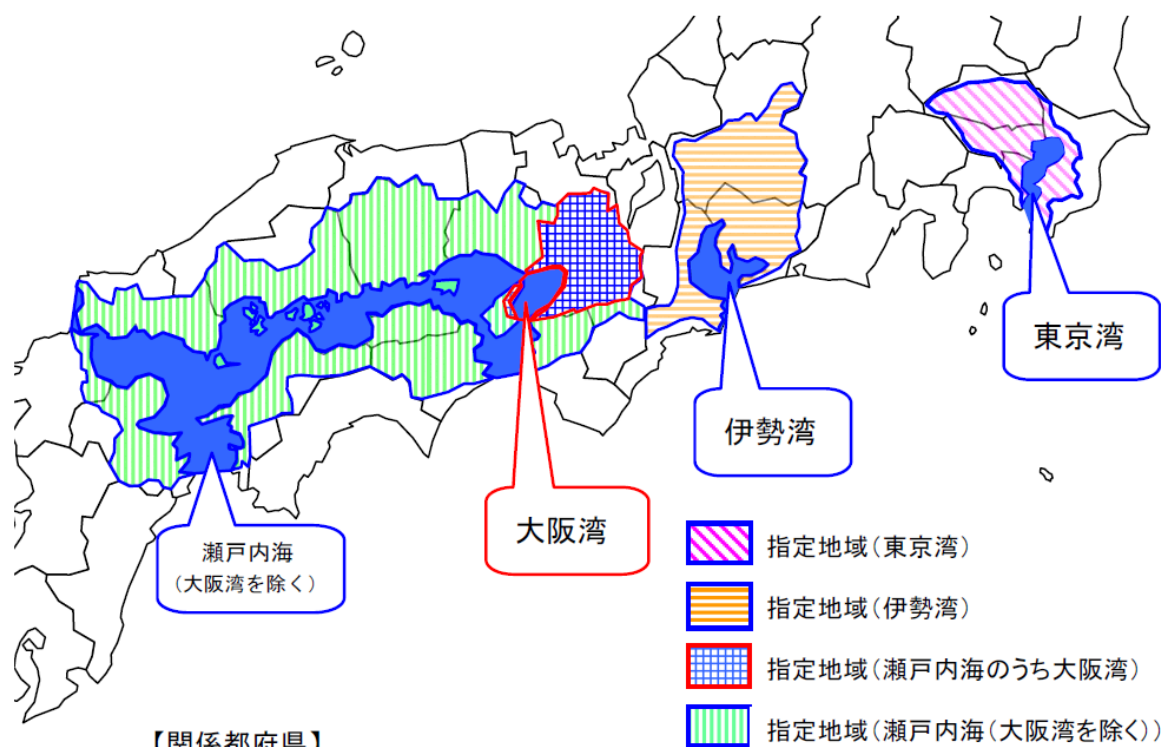 東京湾
伊勢湾
大阪湾
瀬戸内海
(大阪湾を除く)
指定地域(東京湾)
指定地域(伊勢湾)
指定地域(瀬戸内海のうち大阪湾)
指定地域(瀬戸内海(大阪湾を除く))
【関係都府県】